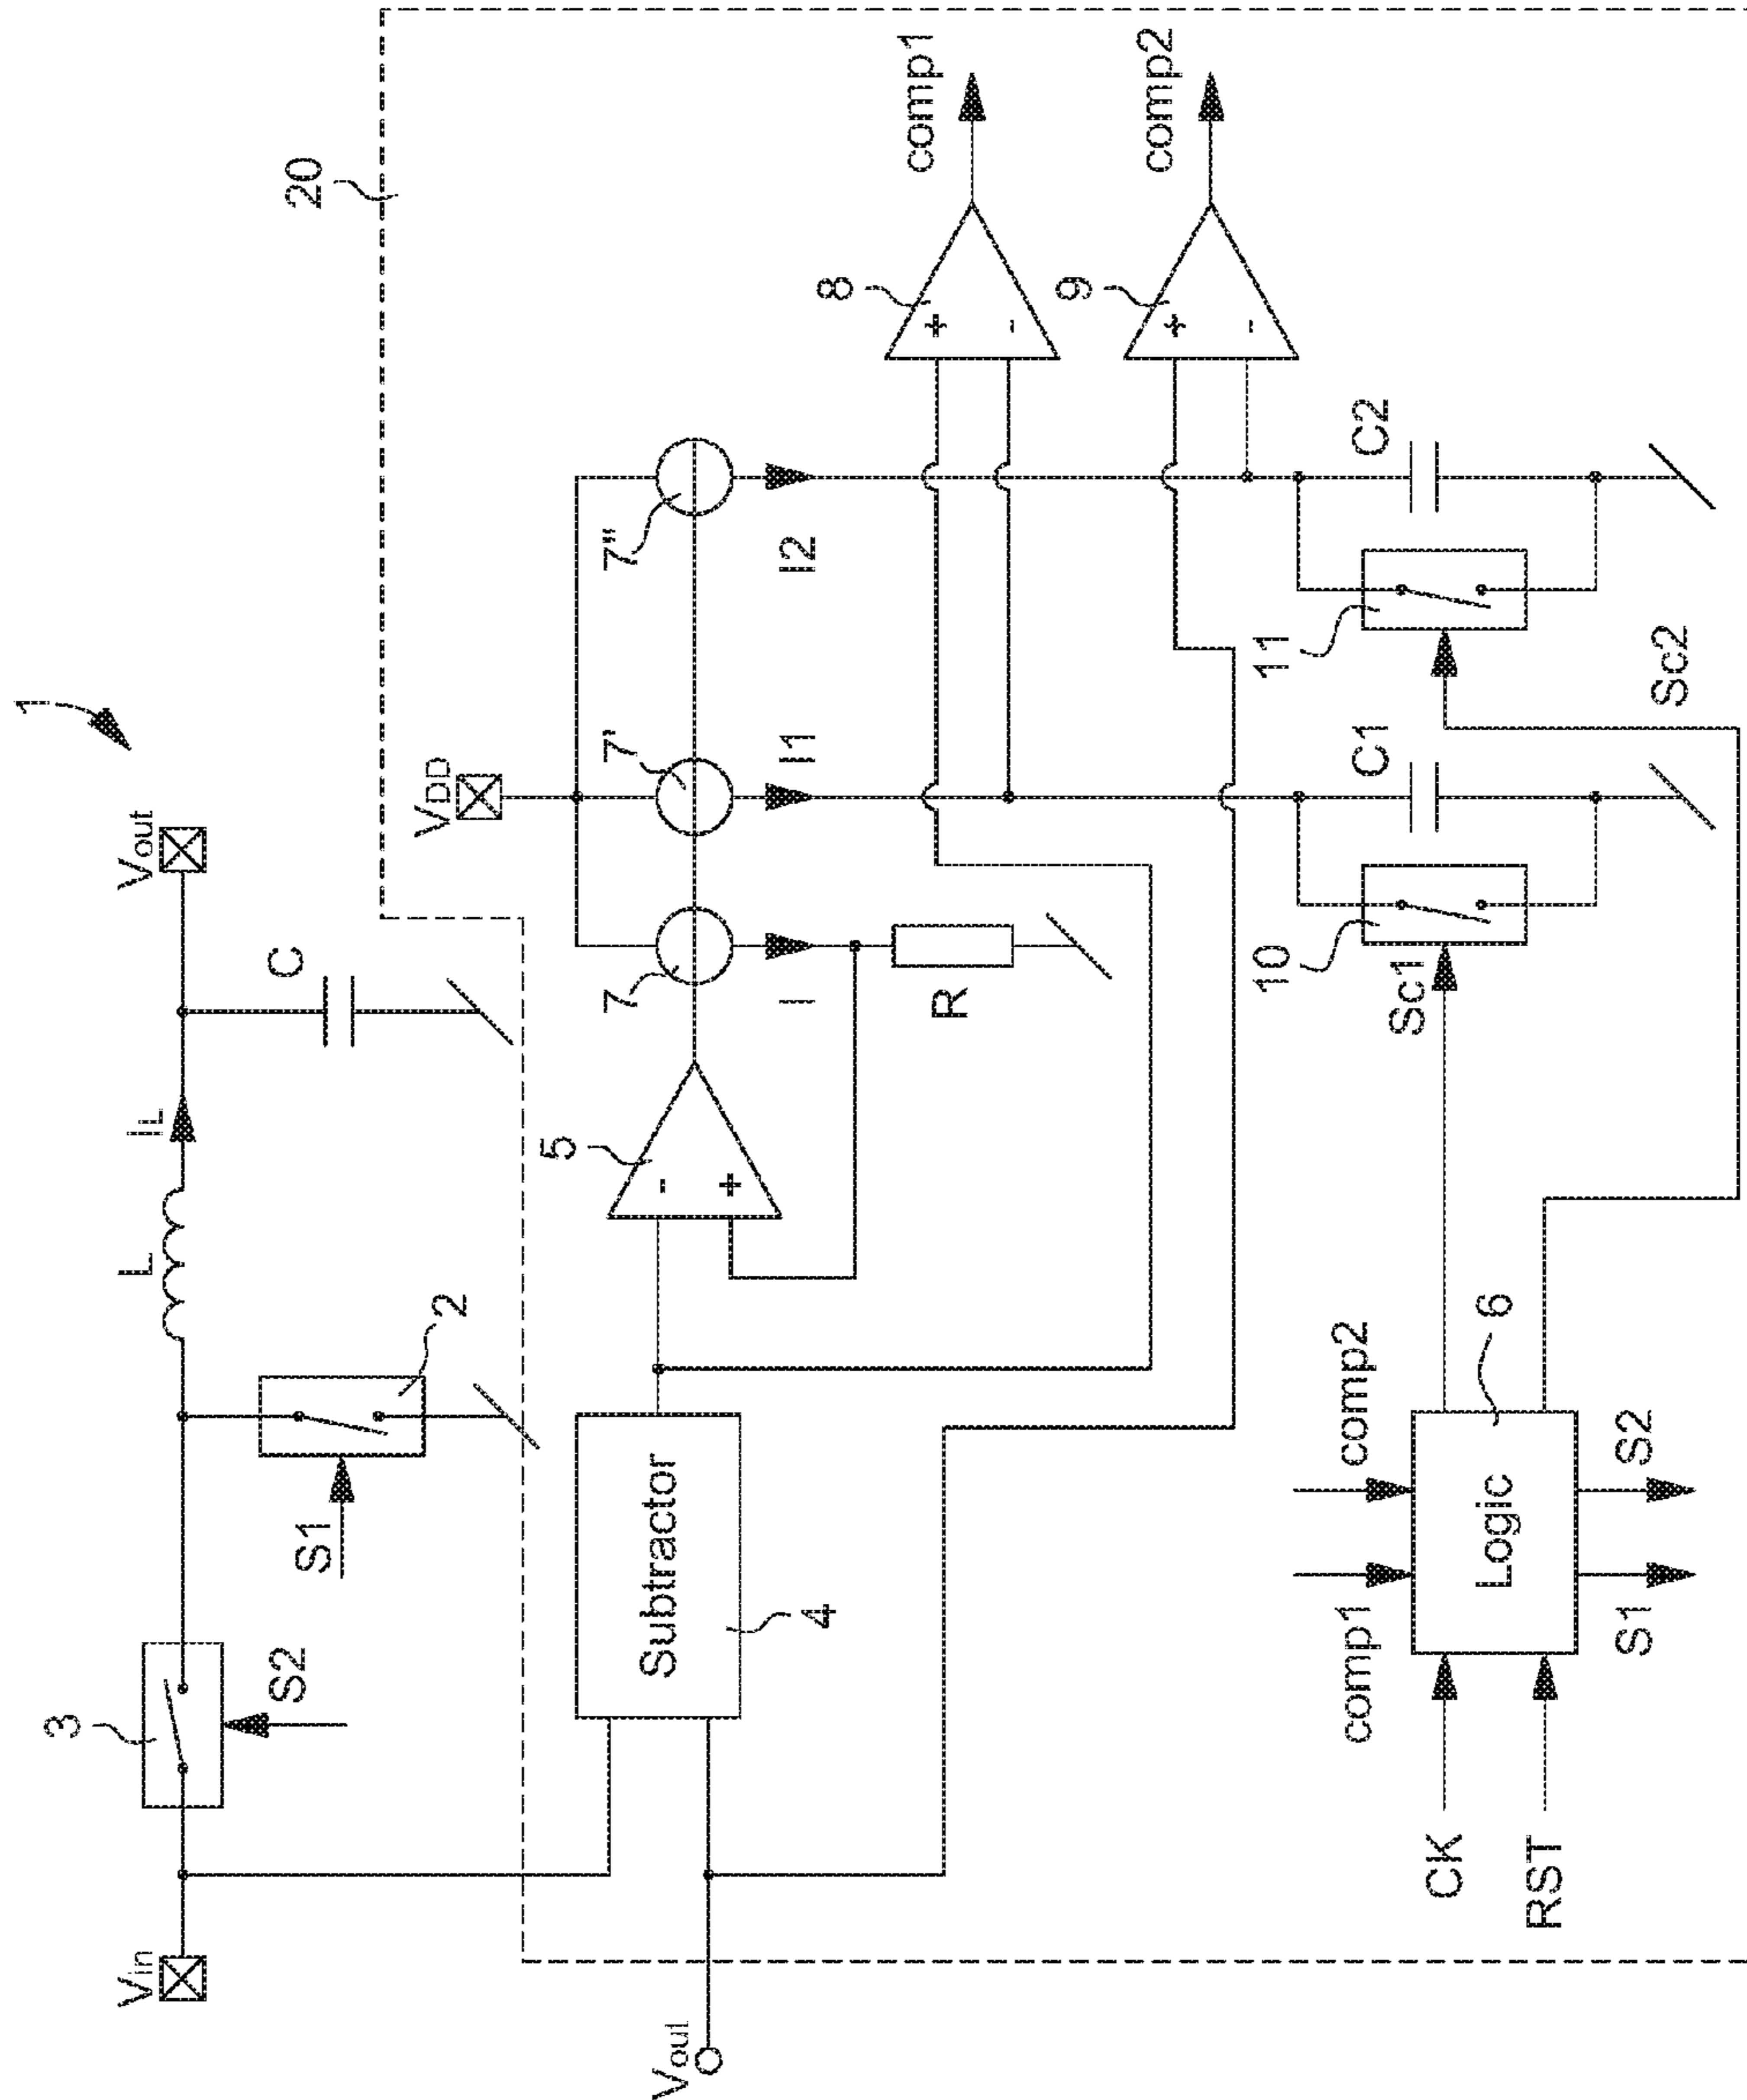 1
Vin
3
S2
L
IL
Vout
S1
2
C
20
VDD
Vout
Subtractor
4
5
7
7'
7"
I
I1
I2
R
8
comp1
9
comp2
comp1
comp2
CK
RST
Logic
6
S1
S2
Sc1
10
C1
Sc2
11
C2